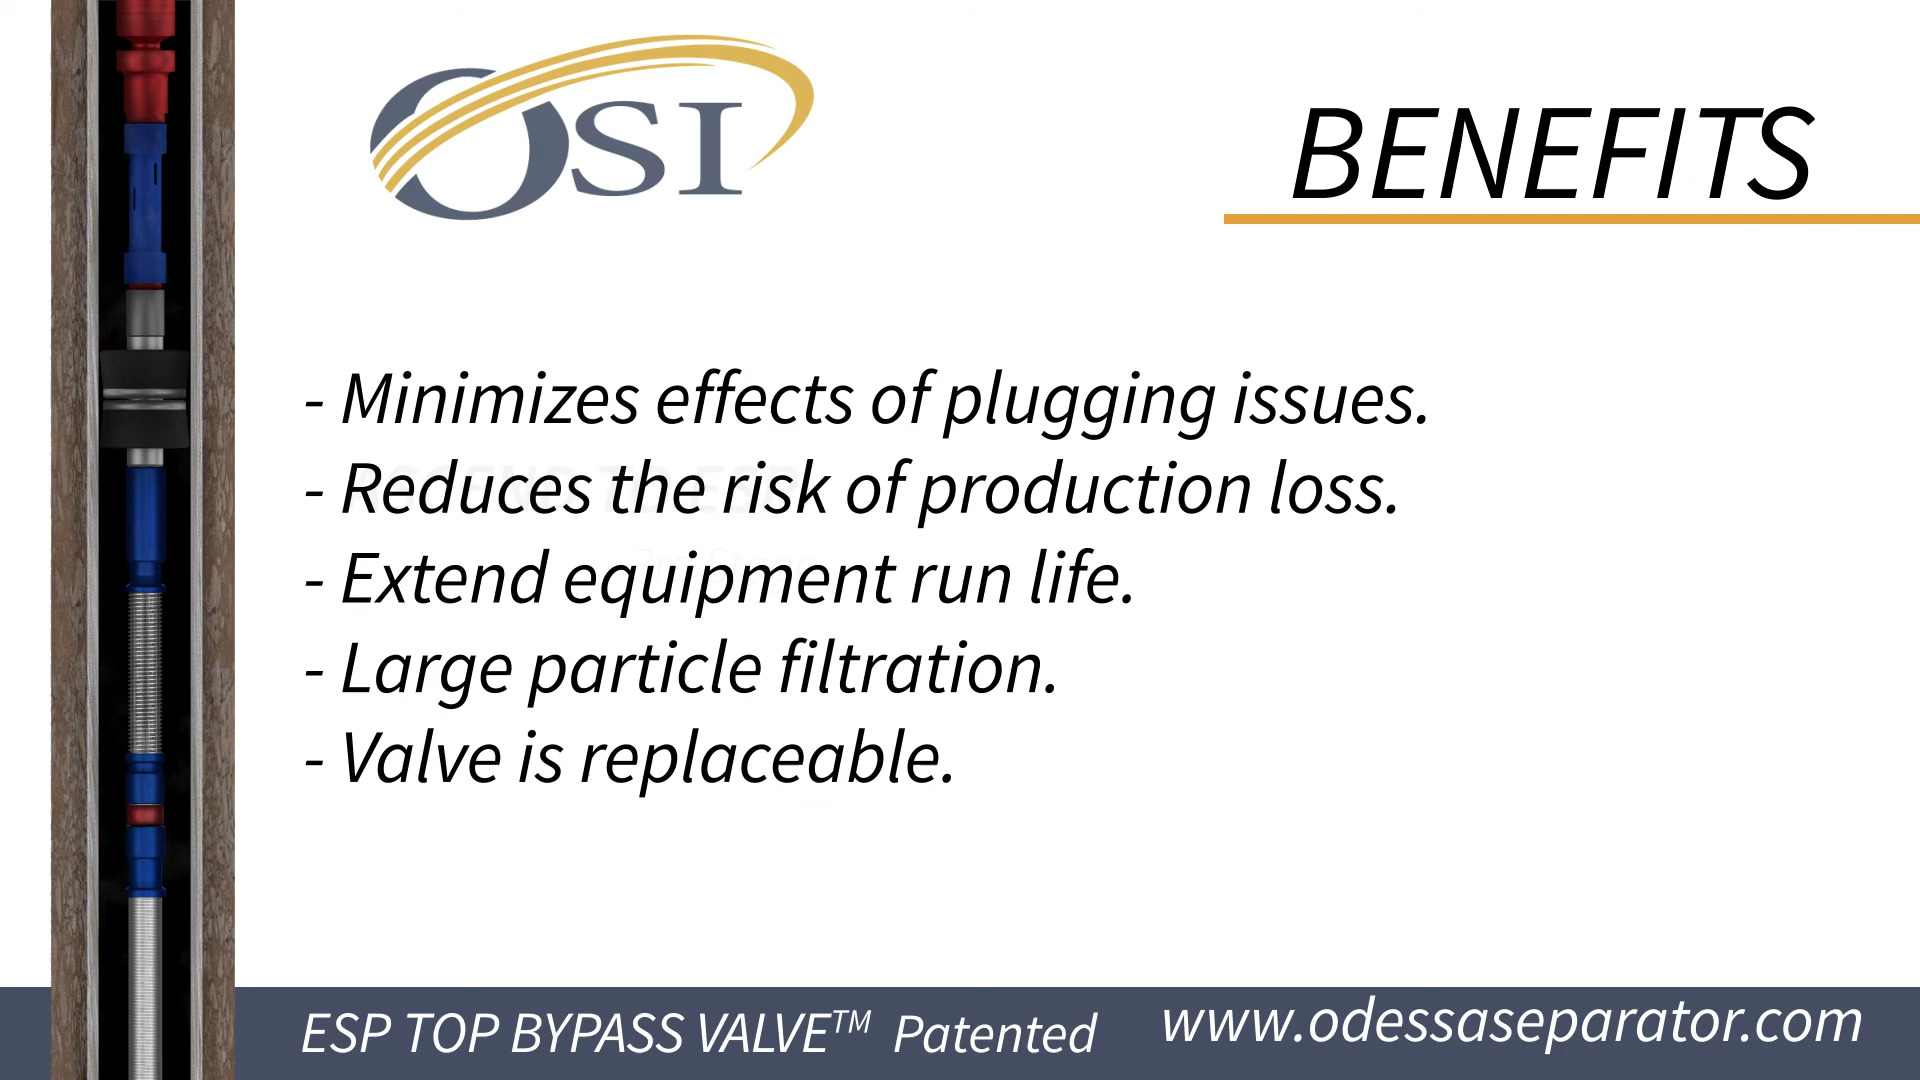 OSI
BENEFITS
- Minimizes effects of plugging issues.
- Reduces the risk of production loss.
- Extend equipment run life.
- Large particle filtration.
- Valve is replaceable.
ESP TOP BYPASS VALVE™ Patented
www.odessaseparator.com